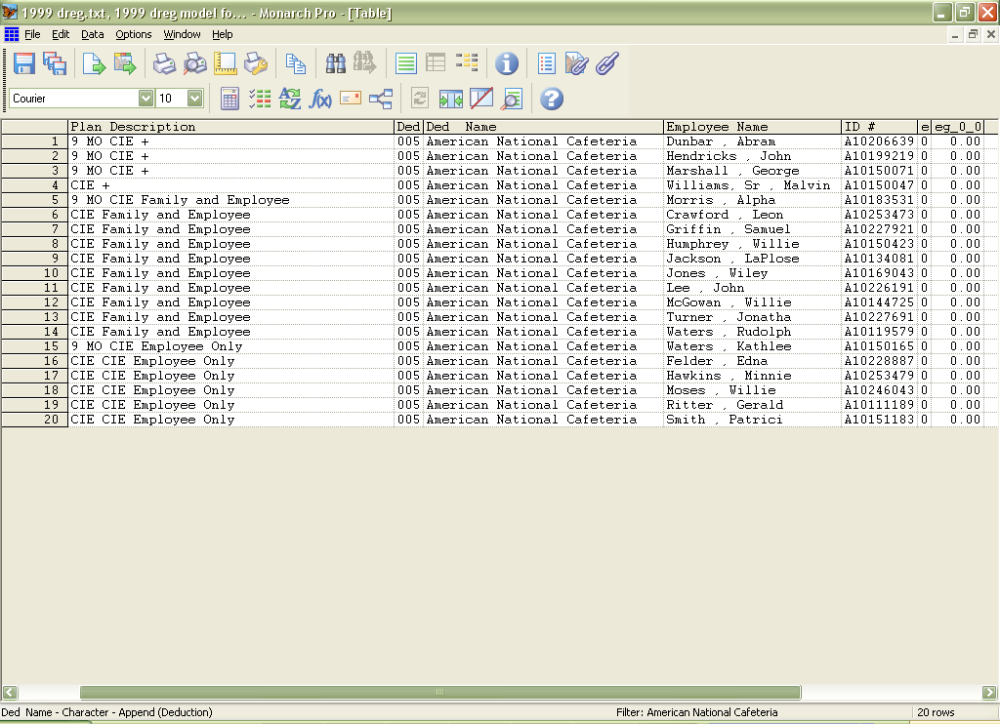 1999 dreg.txt, 1999 dreg model fo... - Monarch Pro - [Table]
File Edit Data Options Window Help
Courier 10
Plan Description Ded Ded Name Employee Name ID # e eg_0_0
1 9 MO CIE + 005 American National Cafeteria Dunbar , Abram A10206639 0 0.00
2 9 MO CIE + 005 American National Cafeteria Hendricks , John A10199219 0 0.00
3 9 MO CIE + 005 American National Cafeteria Marshall , George A10150071 0 0.00
4 CIE + 005 American National Cafeteria Williams, Sr , Malvin A10150047 0 0.00
5 9 MO CIE Family and Employee 005 American National Cafeteria Morris , Alpha A10183531 0 0.00
6 CIE Family and Employee 005 American National Cafeteria Crawford , Leon A10253473 0 0.00
7 CIE Family and Employee 005 American National Cafeteria Griffin , Samuel A10227921 0 0.00
8 CIE Family and Employee 005 American National Cafeteria Humphrey , Willie A10150423 0 0.00
9 CIE Family and Employee 005 American National Cafeteria Jackson , LaPlose A10134081 0 0.00
10 CIE Family and Employee 005 American National Cafeteria Jones , Wiley A10169043 0 0.00
11 CIE Family and Employee 005 American National Cafeteria Lee , John A10226191 0 0.00
12 CIE Family and Employee 005 American National Cafeteria McGowan , Willie A10144725 0 0.00
13 CIE Family and Employee 005 American National Cafeteria Turner , Jonatha A10227691 0 0.00
14 CIE Family and Employee 005 American National Cafeteria Waters , Rudolph A10119579 0 0.00
15 9 MO CIE Employee Only 005 American National Cafeteria Waters , Kathlee A10150165 0 0.00
16 CIE CIE Employee Only 005 American National Cafeteria Felder , Edna A10228887 0 0.00
17 CIE CIE Employee Only 005 American National Cafeteria Hawkins , Minnie A10253479 0 0.00
18 CIE CIE Employee Only 005 American National Cafeteria Moses , Willie A10246043 0 0.00
19 CIE CIE Employee Only 005 American National Cafeteria Ritter , Gerald A10111189 0 0.00
20 CIE CIE Employee Only 005 American National Cafeteria Smith , Patrici A10151183 0 0.00
Ded Name - Character - Append (Deduction) Filter: American National Cafeteria 20 rows